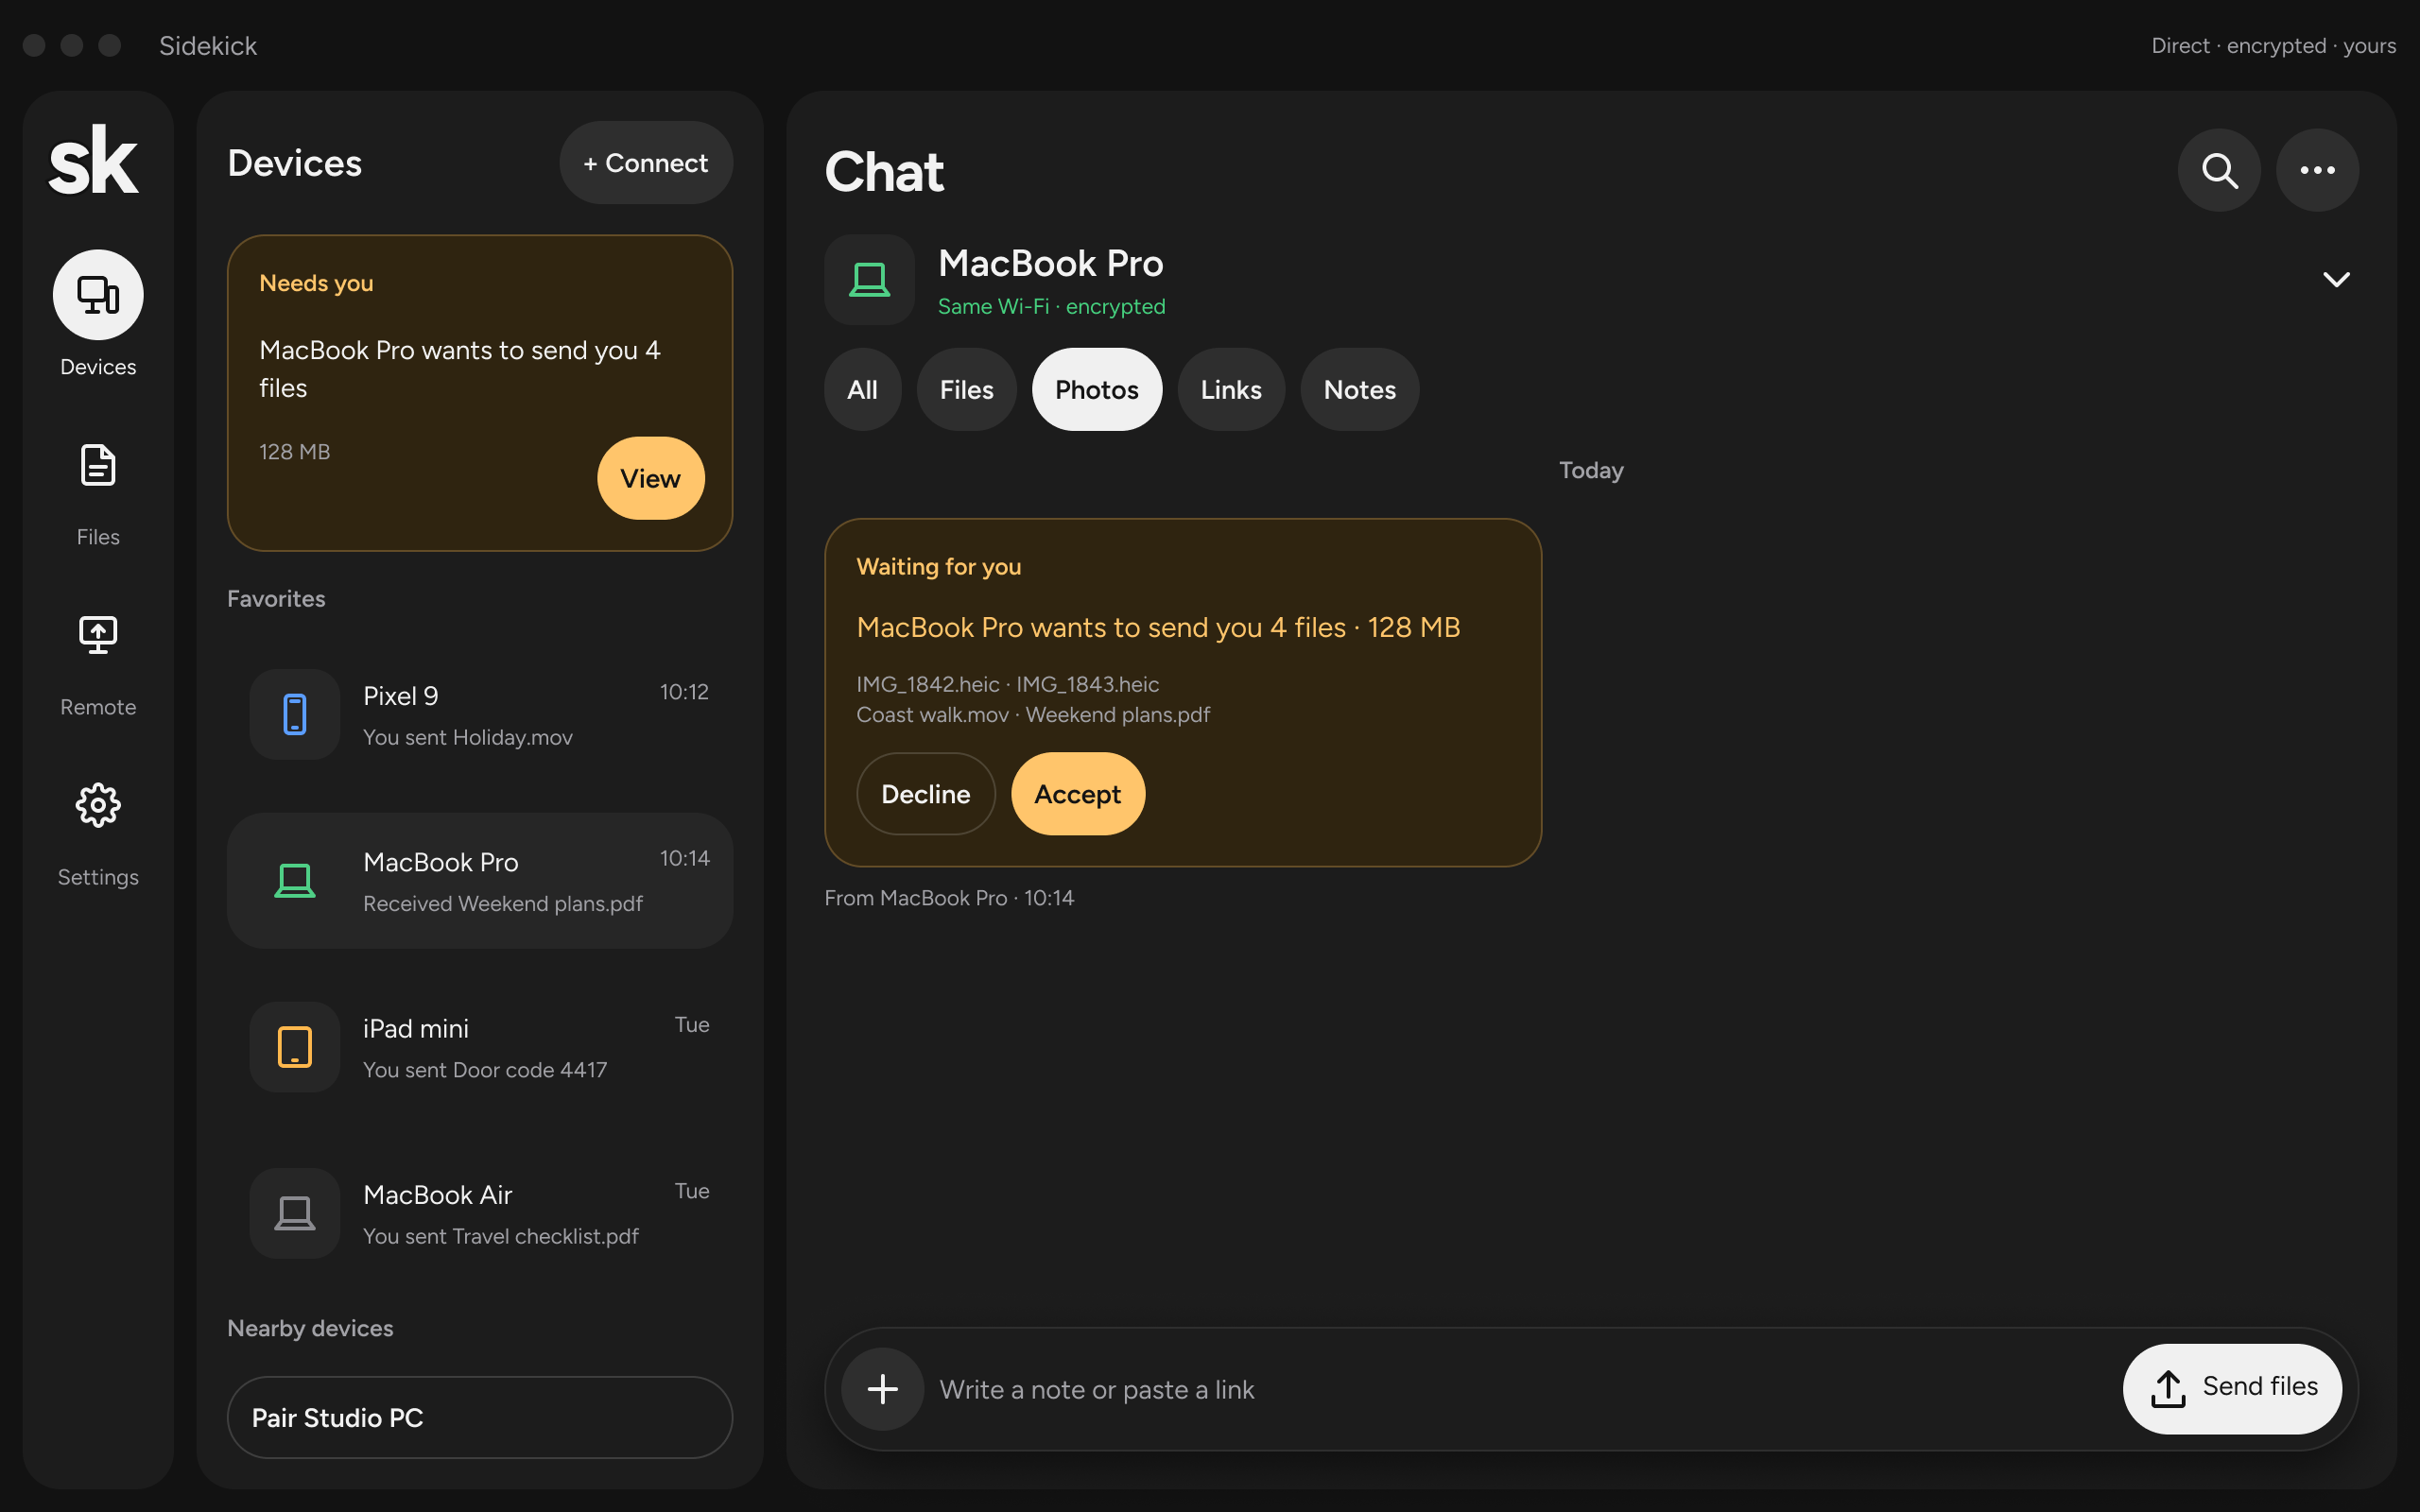 Sidekick
Direct · encrypted · yours
sk
Devices
Files
Remote
Settings
Devices
+ Connect
Needs you
MacBook Pro wants to send you 4
files
128 MB
View
Favorites
Pixel 9
10:12
You sent Holiday.mov
MacBook Pro
10:14
Received Weekend plans.pdf
iPad mini
Tue
You sent Door code 4417
MacBook Air
Tue
You sent Travel checklist.pdf
Nearby devices
Pair Studio PC
Chat
MacBook Pro
Same Wi-Fi · encrypted
All
Files
Photos
Links
Notes
Today
Waiting for you
MacBook Pro wants to send you 4 files · 128 MB
IMG_1842.heic · IMG_1843.heic
Coast walk.mov · Weekend plans.pdf
Decline
Accept
From MacBook Pro · 10:14
Write a note or paste a link
Send files